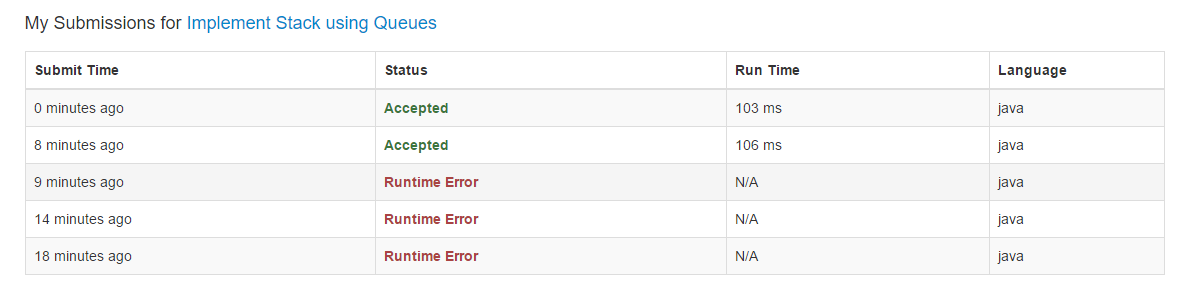 My Submissions for Implement Stack using Queues
Submit Time Status Run Time Language
0 minutes ago Accepted 103 ms java
8 minutes ago Accepted 106 ms java
9 minutes ago Runtime Error N/A java
14 minutes ago Runtime Error N/A java
18 minutes ago Runtime Error N/A java